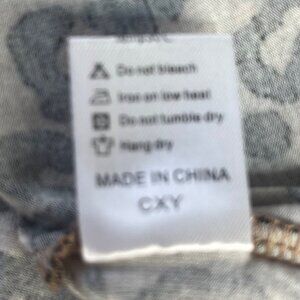 Do not bleach
Iron on low heat
Do not tumble dry
Hang dry
MADE IN CHINA
CXY